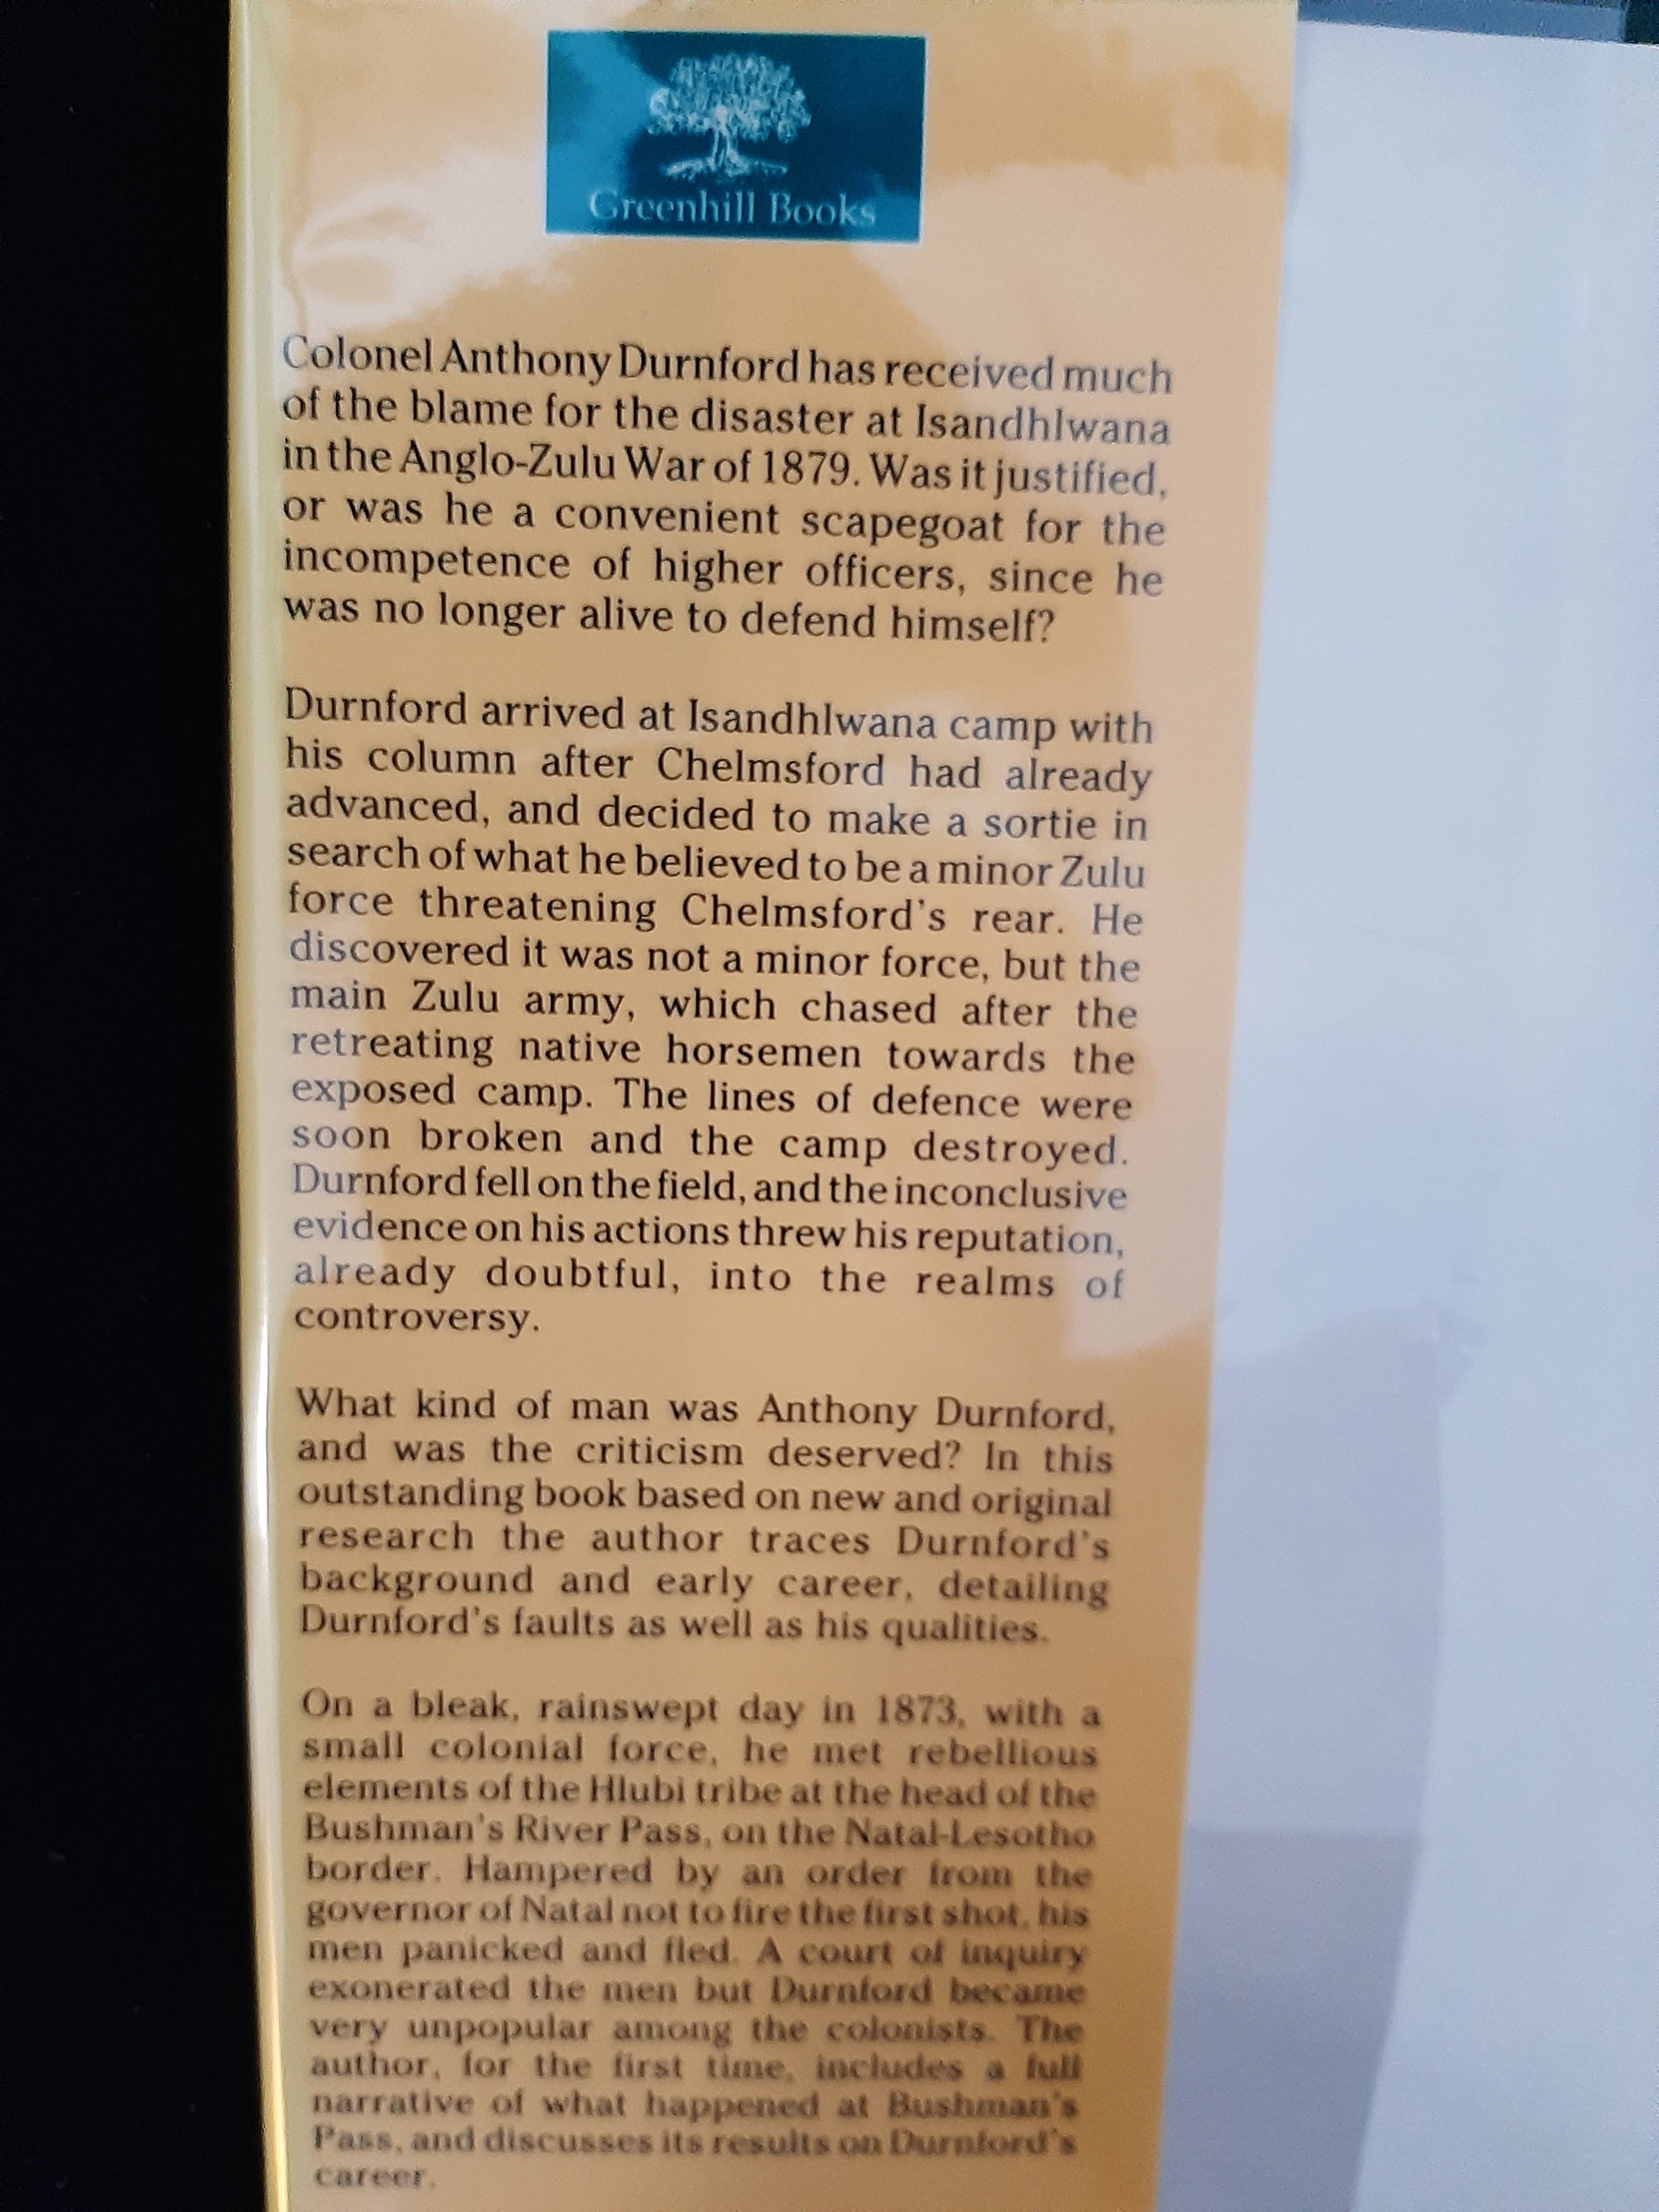 Greenhill Books
Colonel Anthony Durnford has received much
of the blame for the disaster at Isandhlwana
in the Anglo-Zulu War of 1879. Was it justified,
or was he a convenient scapegoat for the
incompetence of higher officers, since he
was no longer alive to defend himself?
Durnford arrived at Isandhlwana camp with
his column after Chelmsford had already
advanced, and decided to make a sortie in
search of what he believed to be a minor Zulu
force threatening Chelmsford's rear. He
discovered it was not a minor force, but the
main Zulu army, which chased after the
retreating native horsemen towards the
exposed camp. The lines of defence were
soon broken and the camp destroyed.
Durnford fell on the field, and the inconclusive
evidence on his actions threw his reputation,
already doubtful, into the realms of
controversy.
What kind of man was Anthony Durnford,
and was the criticism deserved? In this
outstanding book based on new and original
research the author traces Durnford's
background and early career, detailing
Durnford's faults as well as his qualities.
On a bleak, rainswept day in 1873, with a
small colonial force, he met rebellious
elements of the Hlubi tribe at the head of the
Bushman's River Pass, on the Natal-Lesotho
border. Hampered by an order from the
governor of Natal not to fire the first shot, his
men panicked and fled. A court of inquiry
exonerated the men but Durnford became
very unpopular among the colonists. The
author, for the first time, includes a full
narrative of what happened at Bushman's
Pass, and discusses its results on Durnford's
career.